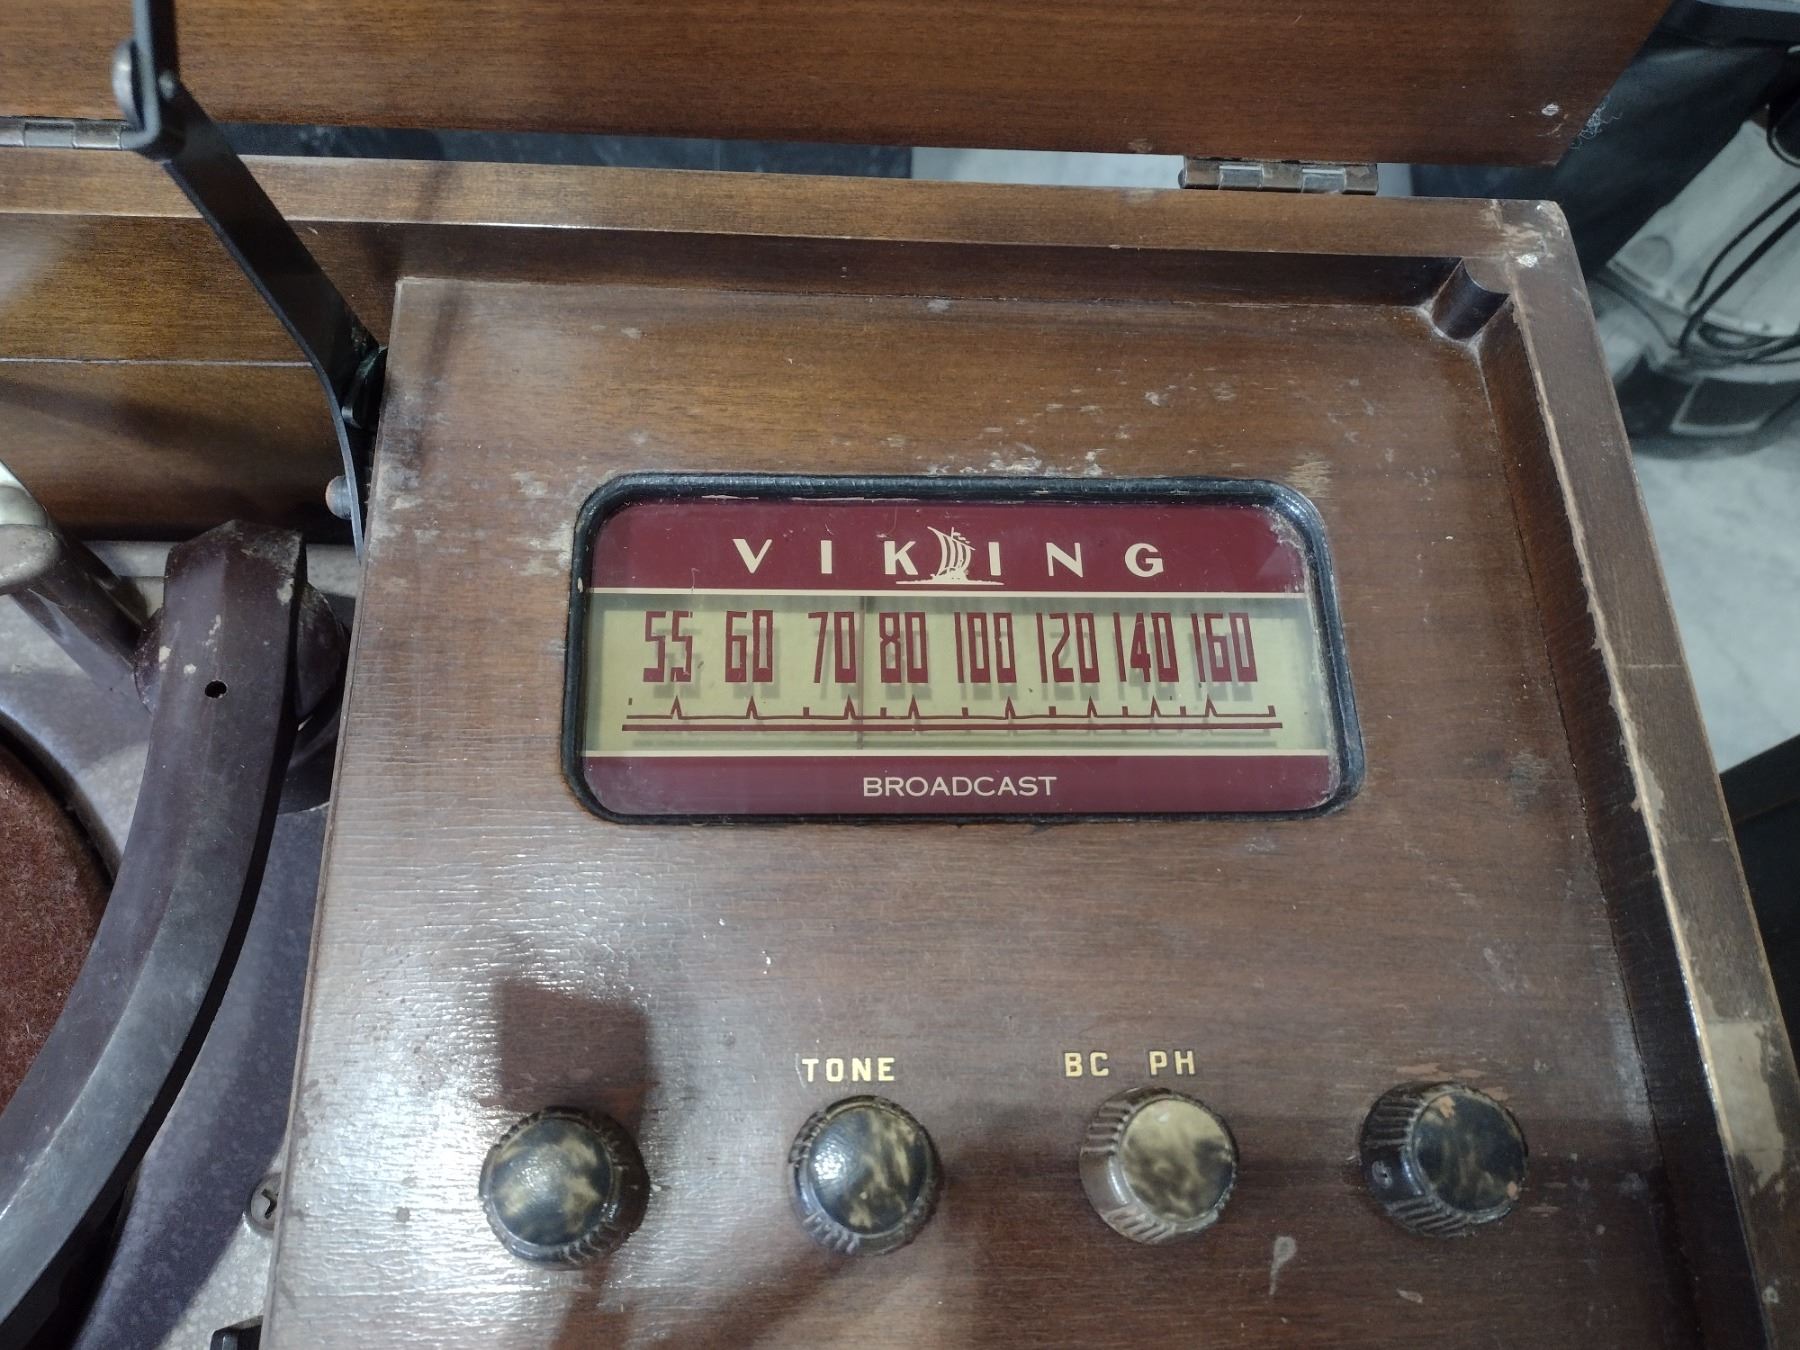 VIKING
55 60 70 80 100 120 140 160
BROADCAST
TONE BC PH